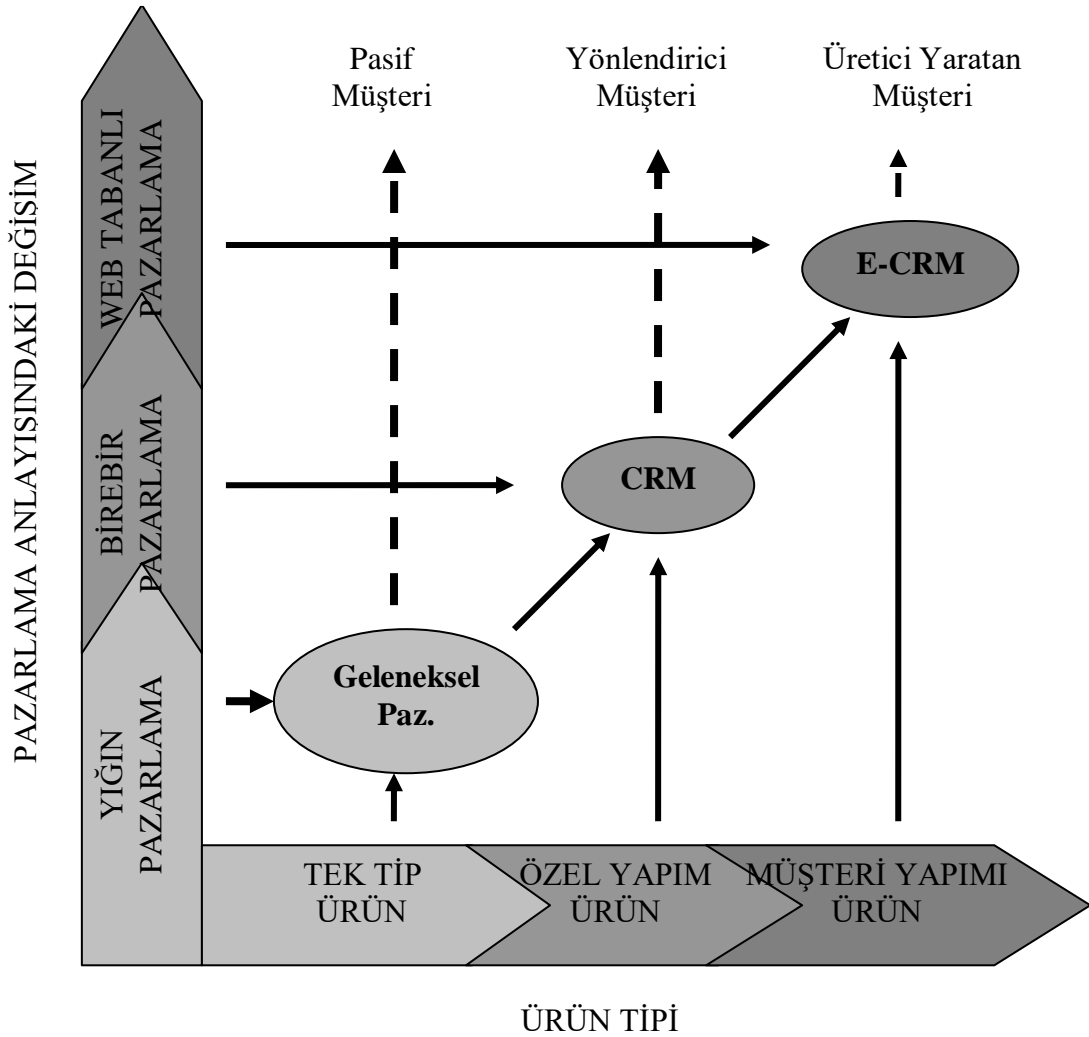 Pasif
Müşteri
Yönlendirici
Müşteri
Üretici Yaratan
Müşteri
PAZARLAMA ANLAYIŞINDAKİ DEĞİŞİM
WEB TABANLI
PAZARLAMA
BİREBİR
PAZARLAMA
YIĞIN
PAZARLAMA
E-CRM
CRM
Geleneksel
Paz.
TEK TİP
ÜRÜN
ÖZEL YAPIM
ÜRÜN
MÜŞTERİ YAPIMI
ÜRÜN
ÜRÜN TİPİ